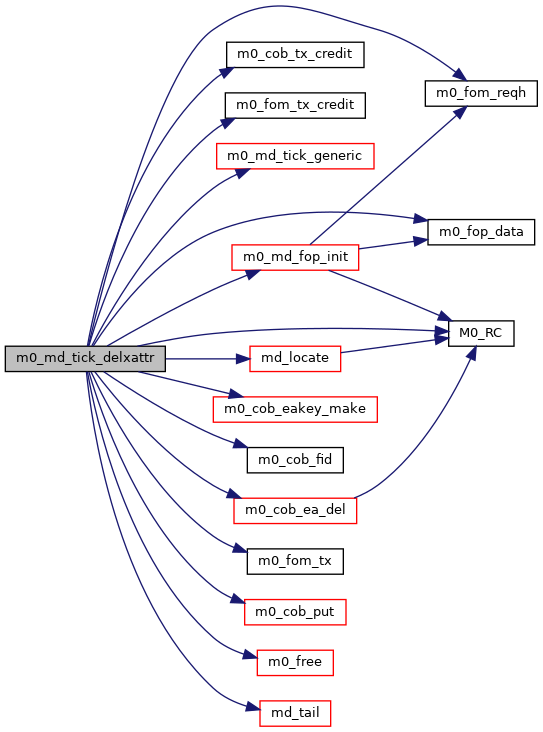 m0_cob_tx_credit
m0_fom_reqh
m0_fom_tx_credit
m0_md_tick_generic
m0_fop_data
m0_md_fop_init
M0_RC
m0_md_tick_delxattr
md_locate
m0_cob_eakey_make
m0_cob_fid
m0_cob_ea_del
m0_fom_tx
m0_cob_put
m0_free
md_tail